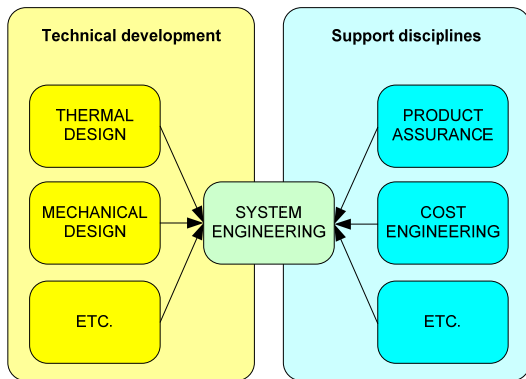 Technical development
THERMAL
DESIGN
MECHANICAL
DESIGN
ETC.
SYSTEM
ENGINEERING
Support disciplines
PRODUCT
ASSURANCE
COST
ENGINEERING
ETC.